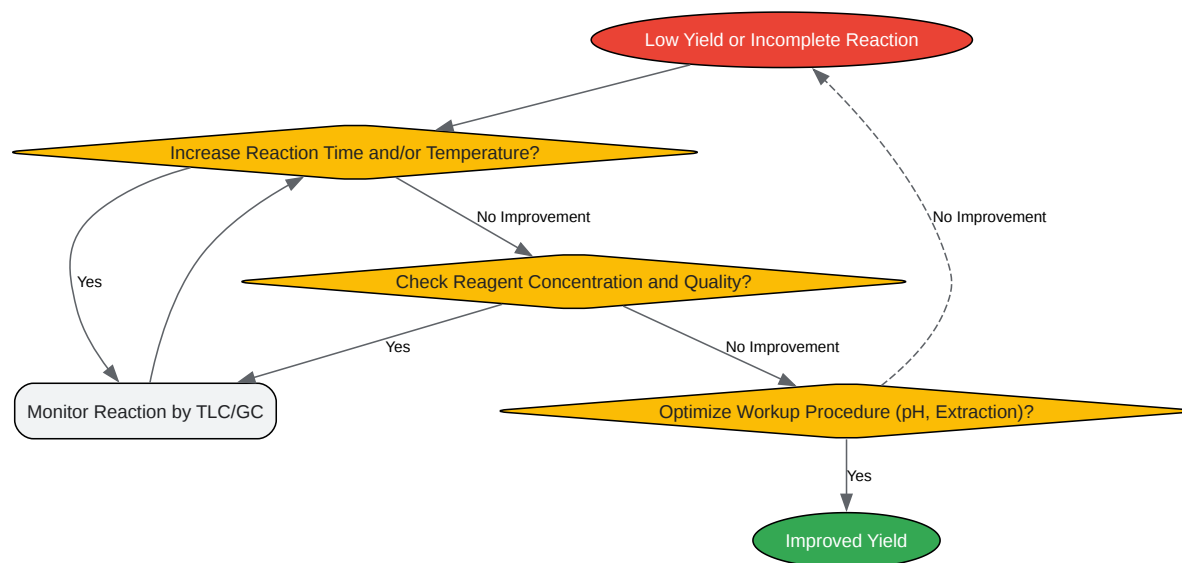 Low Yield or Incomplete Reaction
Increase Reaction Time and/or Temperature?
No Improvement
No Improvement
Yes
Check Reagent Concentration and Quality?
Yes
No Improvement
Monitor Reaction by TLC/GC
Optimize Workup Procedure (pH, Extraction)?
Yes
Improved Yield